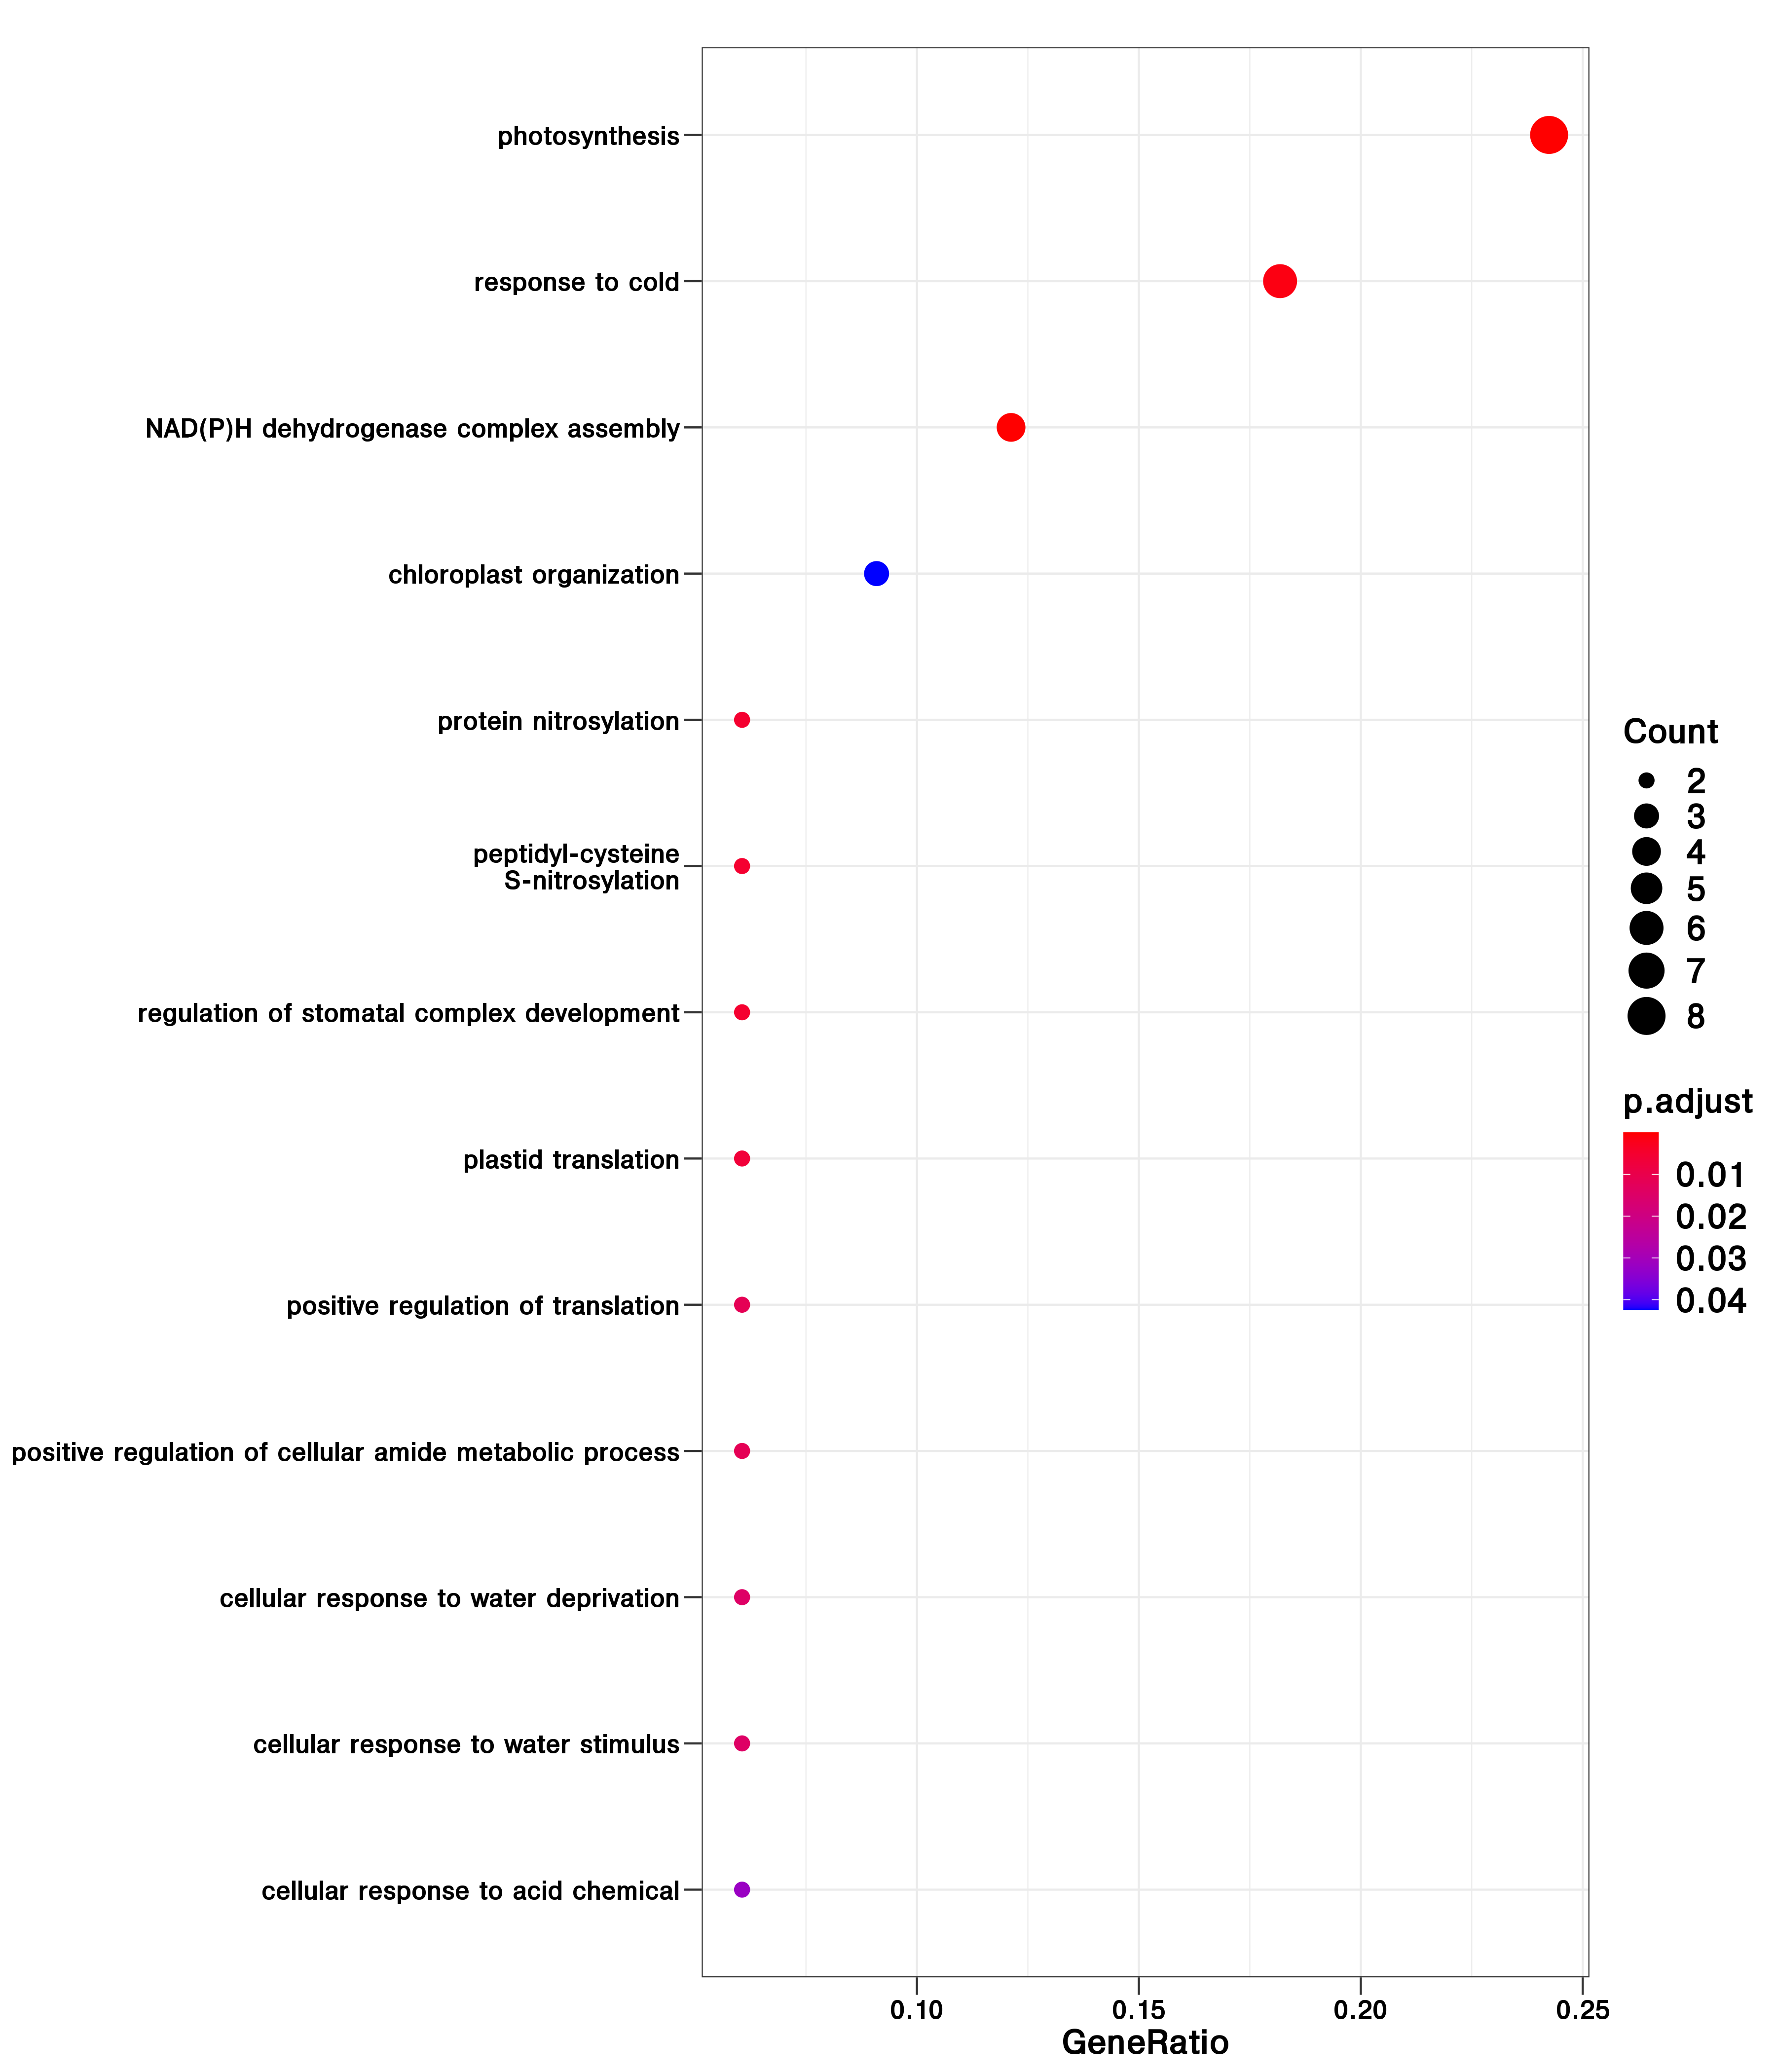 photosynthesis
response to cold
NAD(P)H dehydrogenase complex assembly
chloroplast organization
protein nitrosylation
peptidyl-cysteine
S-nitrosylation
regulation of stomatal complex development
plastid translation
positive regulation of translation
positive regulation of cellular amide metabolic process
cellular response to water deprivation
cellular response to water stimulus
cellular response to acid chemical
0.10 0.15 0.20 0.25
GeneRatio
Count
2
3
4
5
6
7
8
p.adjust
0.01
0.02
0.03
0.04